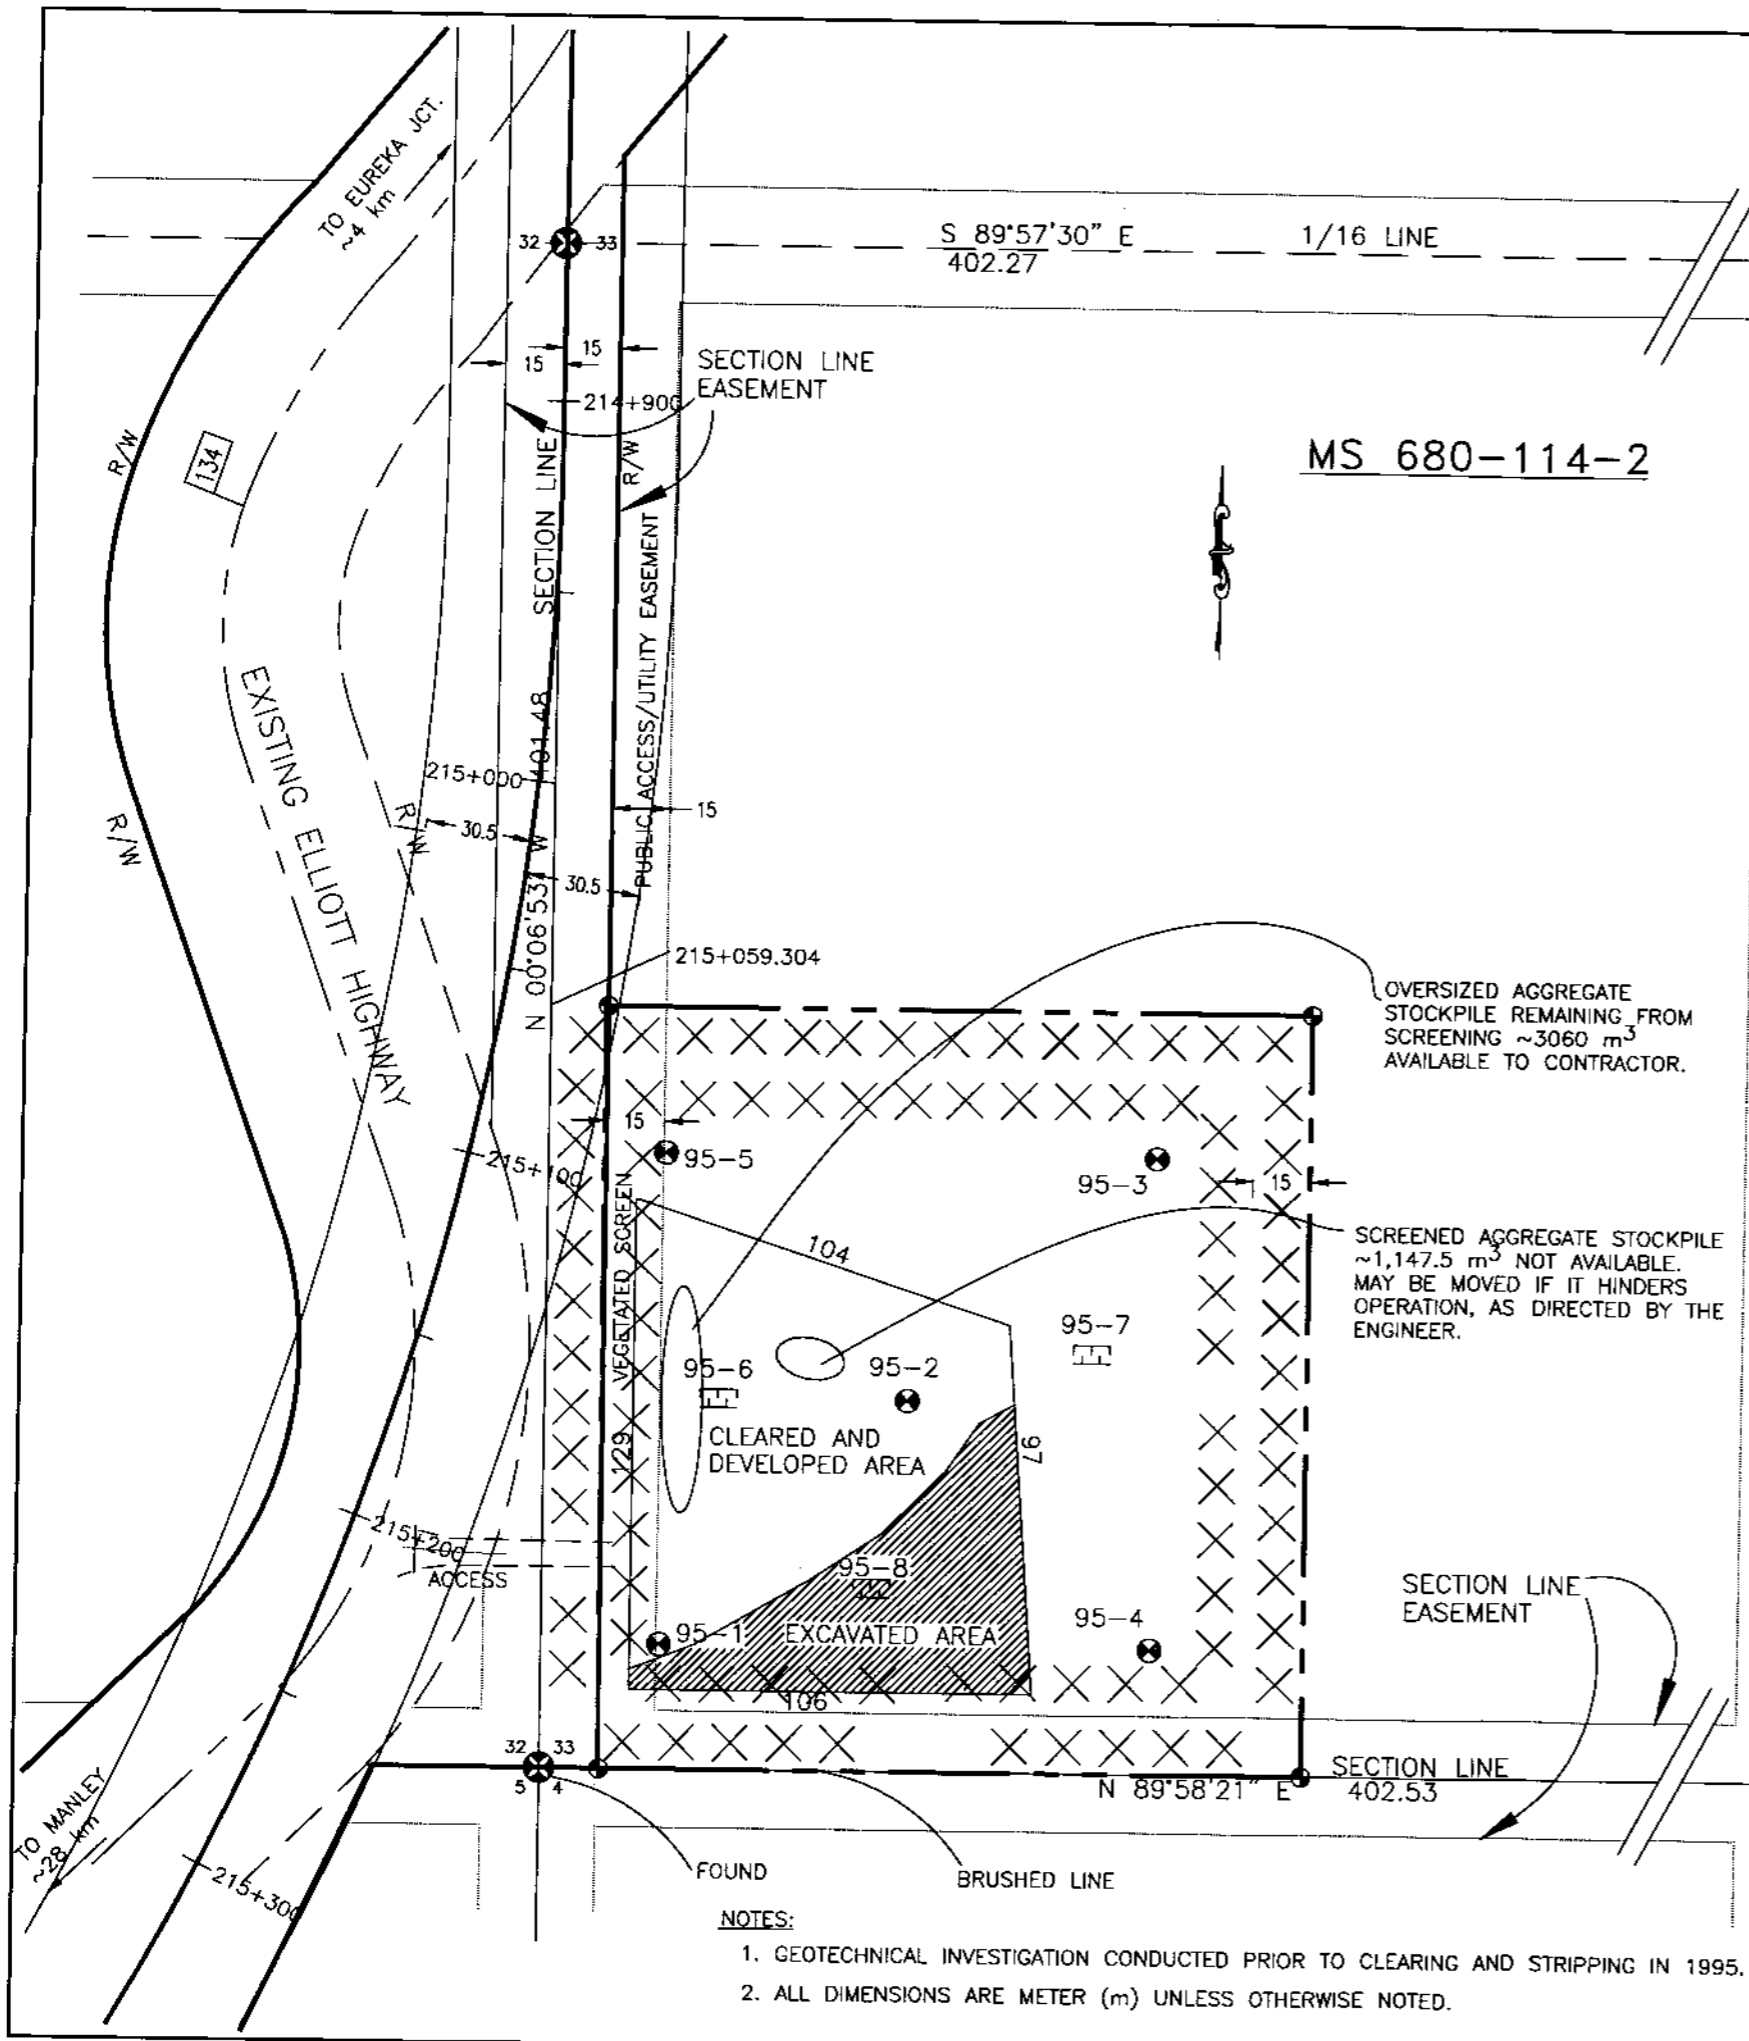 TO EUREKA JCT.
~4 km
32
33
S 89°57'30" E
402.27
1/16 LINE
15
15
SECTION LINE
EASEMENT
214+900
R/W
134
SECTION LINE
R/W
MS 680-114-2
PUBLIC ACCESS/UTILITY EASEMENT
EXISTING ELLIOTT HIGHWAY
N 00°06'53" W 401.48
215+000
15
R/W
R/W
30.5
30.5
215+059.304
OVERSIZED AGGREGATE
STOCKPILE REMAINING FROM
SCREENING ~3060 m³
AVAILABLE TO CONTRACTOR.
15
95-5
215+100
95-3
15
VEGETATED SCREEN
104
SCREENED AGGREGATE STOCKPILE
~1,147.5 m³ NOT AVAILABLE.
MAY BE MOVED IF IT HINDERS
OPERATION, AS DIRECTED BY THE
ENGINEER.
95-7
95-6
95-2
129
CLEARED AND
DEVELOPED AREA
97
215+200
ACCESS
95-8
SECTION LINE
EASEMENT
95-1
EXCAVATED AREA
95-4
106
32
33
5
4
SECTION LINE
N 89°58'21" E
402.53
TO MANLEY
~28 km
215+300
FOUND
BRUSHED LINE
NOTES:
1. GEOTECHNICAL INVESTIGATION CONDUCTED PRIOR TO CLEARING AND STRIPPING IN 1995.
2. ALL DIMENSIONS ARE METER (m) UNLESS OTHERWISE NOTED.